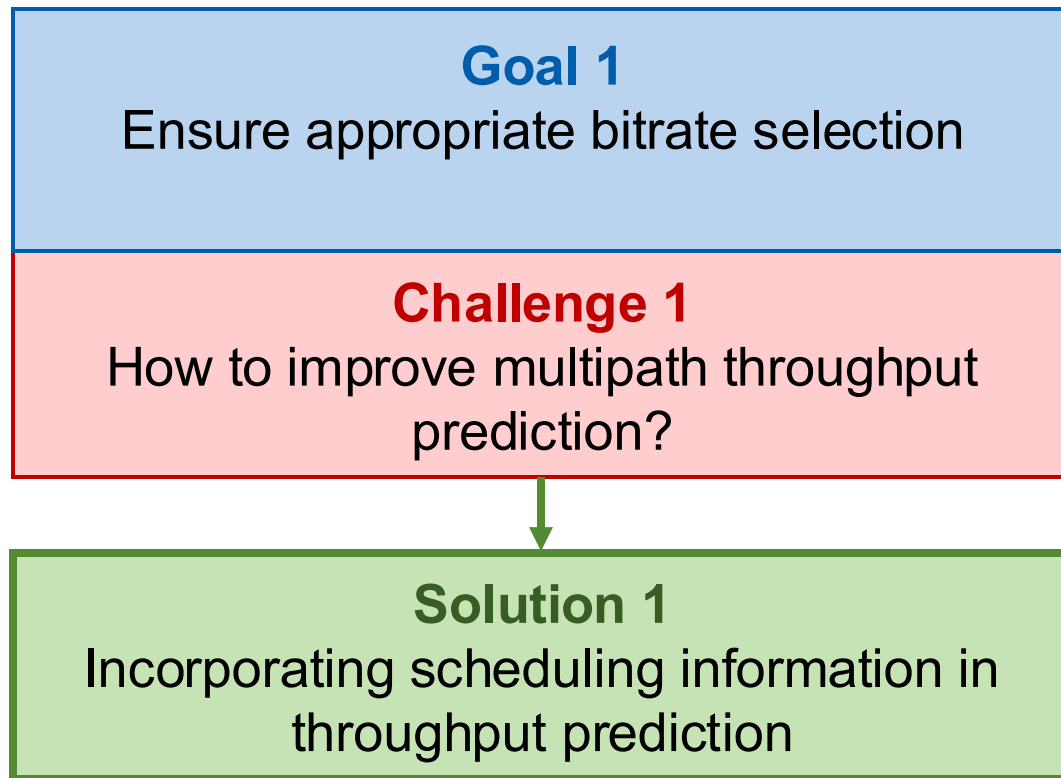 Goal 1
Ensure appropriate bitrate selection
Challenge 1
How to improve multipath throughput
prediction?
Solution 1
Incorporating scheduling information in
throughput prediction